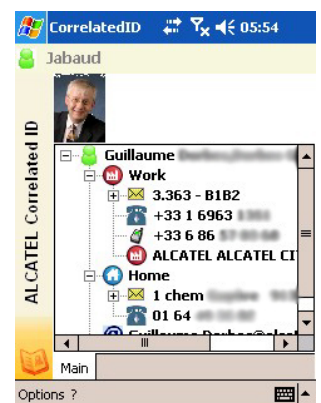 CorrelatedID 05:54
Jabaud
ALCATEL Correlated ID
Guillaume
Work
3.363 - B1B2
+33 1 6963
+33 6 86
ALCATEL ALCATEL CI
Home
1 chem
01 64
Main
Options ?